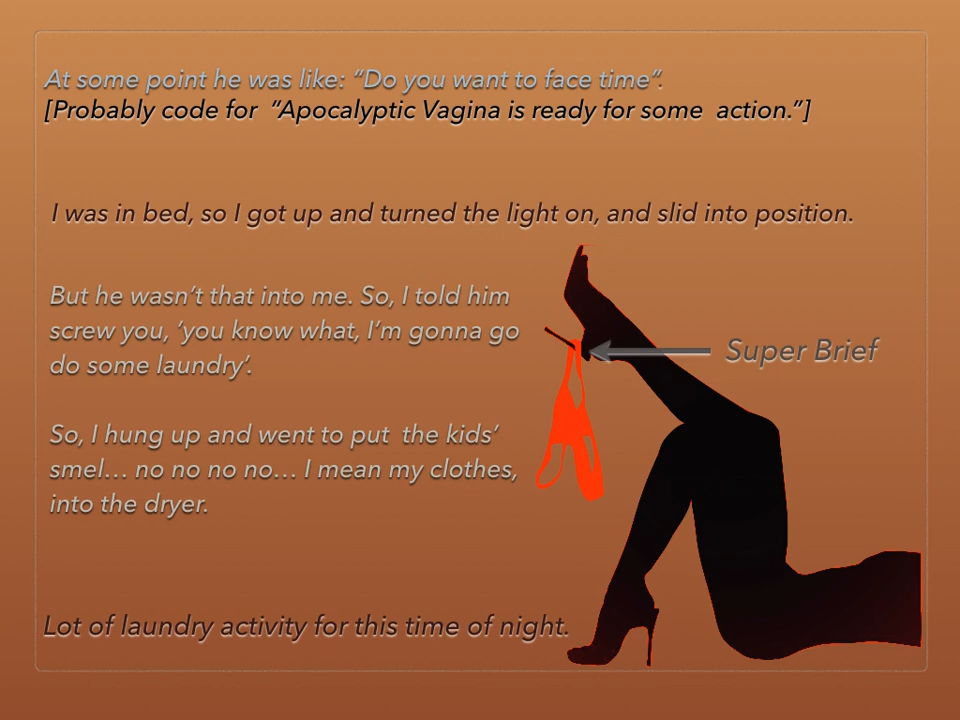 At some point he was like: “Do you want to face time”.
[Probably code for “Apocalyptic Vagina is ready for some action.”]
I was in bed, so I got up and turned the light on, and slid into position.
But he wasn’t that into me. So, I told him
screw you, ‘you know what, I’m gonna go
do some laundry’.
Super Brief
So, I hung up and went to put the kids’
smel… no no no no… I mean my clothes,
into the dryer.
Lot of laundry activity for this time of night.